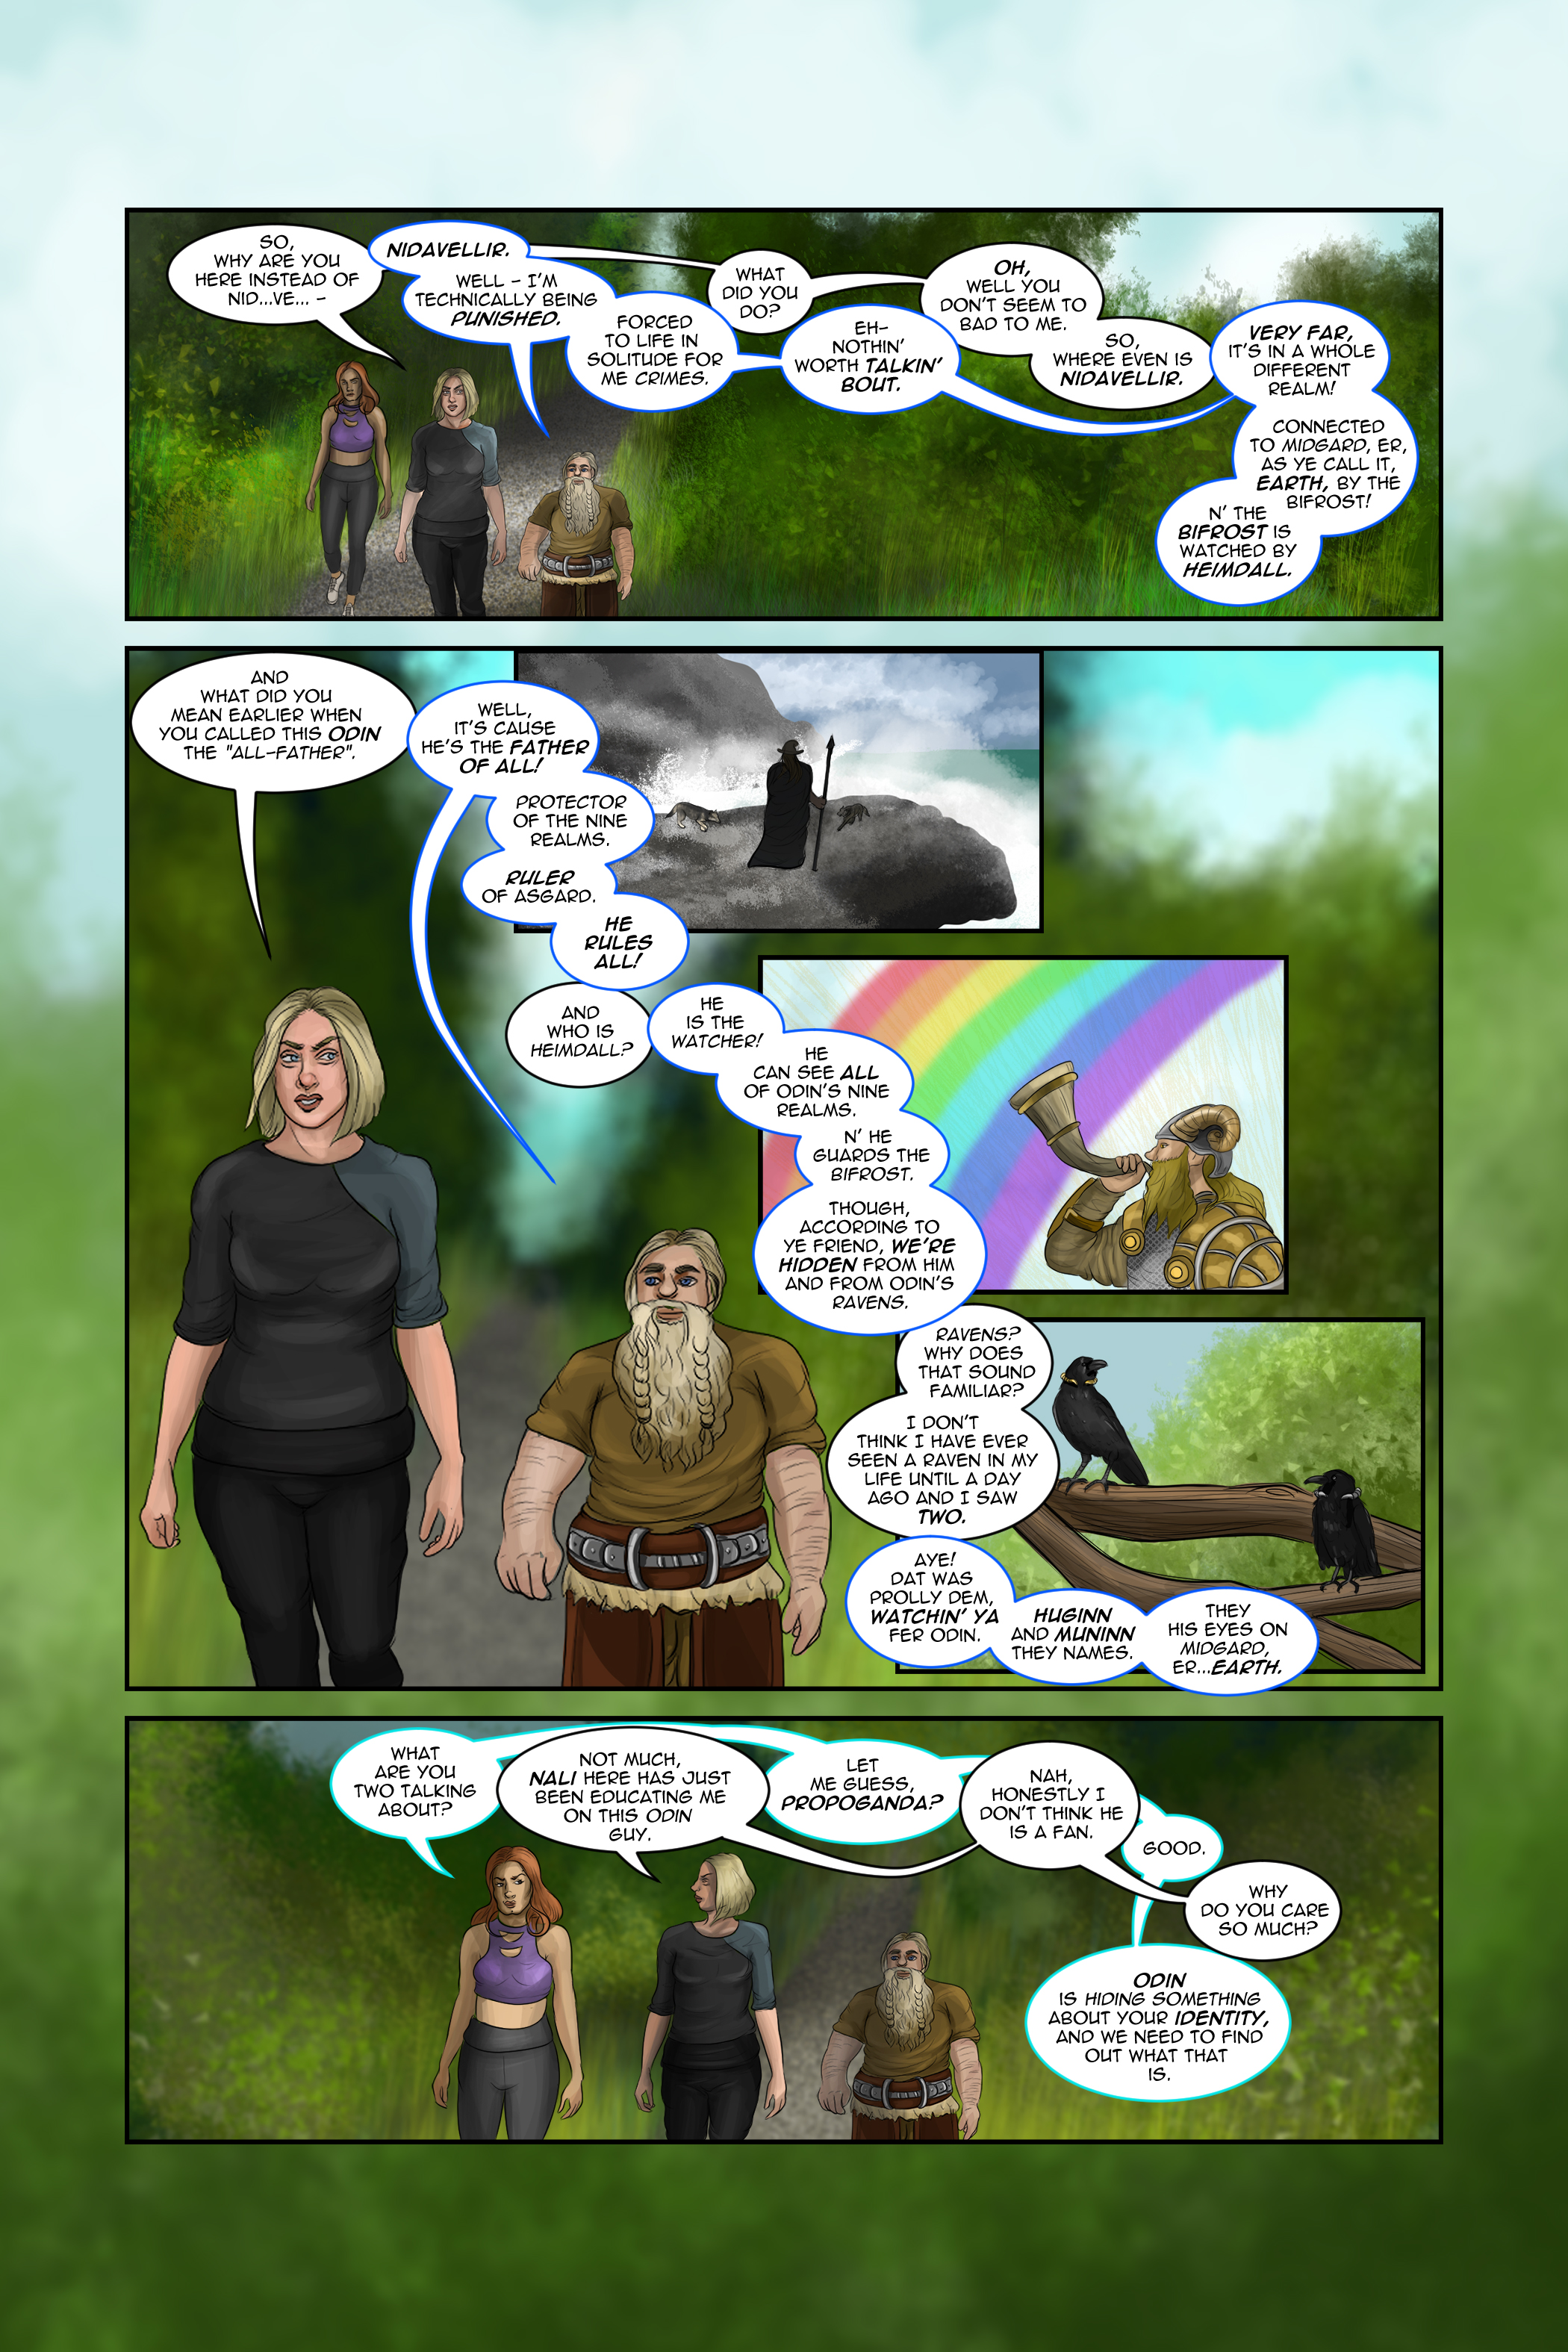 SO,
WHY ARE YOU
HERE INSTEAD OF
NID...VE... -
NIDAVELLIR.
WELL - I'M
TECHNICALLY BEING
PUNISHED.
FORCED
TO LIFE IN
SOLITUDE FOR
ME CRIMES.
WHAT
DID YOU
DO?
EH-
NOTHIN'
WORTH TALKIN'
BOUT.
OH,
WELL YOU
DON'T SEEM TO
BAD TO ME.
SO,
WHERE EVEN IS
NIDAVELLIR.
VERY FAR,
IT'S IN A WHOLE
DIFFERENT
REALM!
CONNECTED
TO MIDGARD, ER,
AS YE CALL IT,
EARTH, BY THE
BIFROST!
N' THE
BIFROST IS
WATCHED BY
HEIMDALL.
AND
WHAT DID YOU
MEAN EARLIER WHEN
YOU CALLED THIS ODIN
THE "ALL-FATHER".
WELL,
IT'S CAUSE
HE'S THE FATHER
OF ALL!
PROTECTOR
OF THE NINE
REALMS.
RULER
OF ASGARD.
HE
RULES
ALL!
AND
WHO IS
HEIMDALL?
HE
IS THE
WATCHER!
HE
CAN SEE ALL
OF ODIN'S NINE
REALMS.
N' HE
GUARDS THE
BIFROST.
THOUGH,
ACCORDING TO
YE FRIEND, WE'RE
HIDDEN FROM HIM
AND FROM ODIN'S
RAVENS.
RAVENS?
WHY DOES
THAT SOUND
FAMILIAR?
I DON'T
THINK I HAVE EVER
SEEN A RAVEN IN MY
LIFE UNTIL A DAY
AGO AND I SAW
TWO.
AYE!
DAT WAS
PROLLY DEM,
WATCHIN' YA
FER ODIN.
HUGINN
AND MUNINN
THEY NAMES.
THEY
HIS EYES ON
MIDGARD,
ER...EARTH.
WHAT
ARE YOU
TWO TALKING
ABOUT?
NOT MUCH,
NALI HERE HAS JUST
BEEN EDUCATING ME
ON THIS ODIN
GUY.
LET
ME GUESS,
PROPOGANDA?
NAH,
HONESTLY I
DON'T THINK HE
IS A FAN.
GOOD.
WHY
DO YOU CARE
SO MUCH?
ODIN
IS HIDING SOMETHING
ABOUT YOUR IDENTITY,
AND WE NEED TO FIND
OUT WHAT THAT
IS.